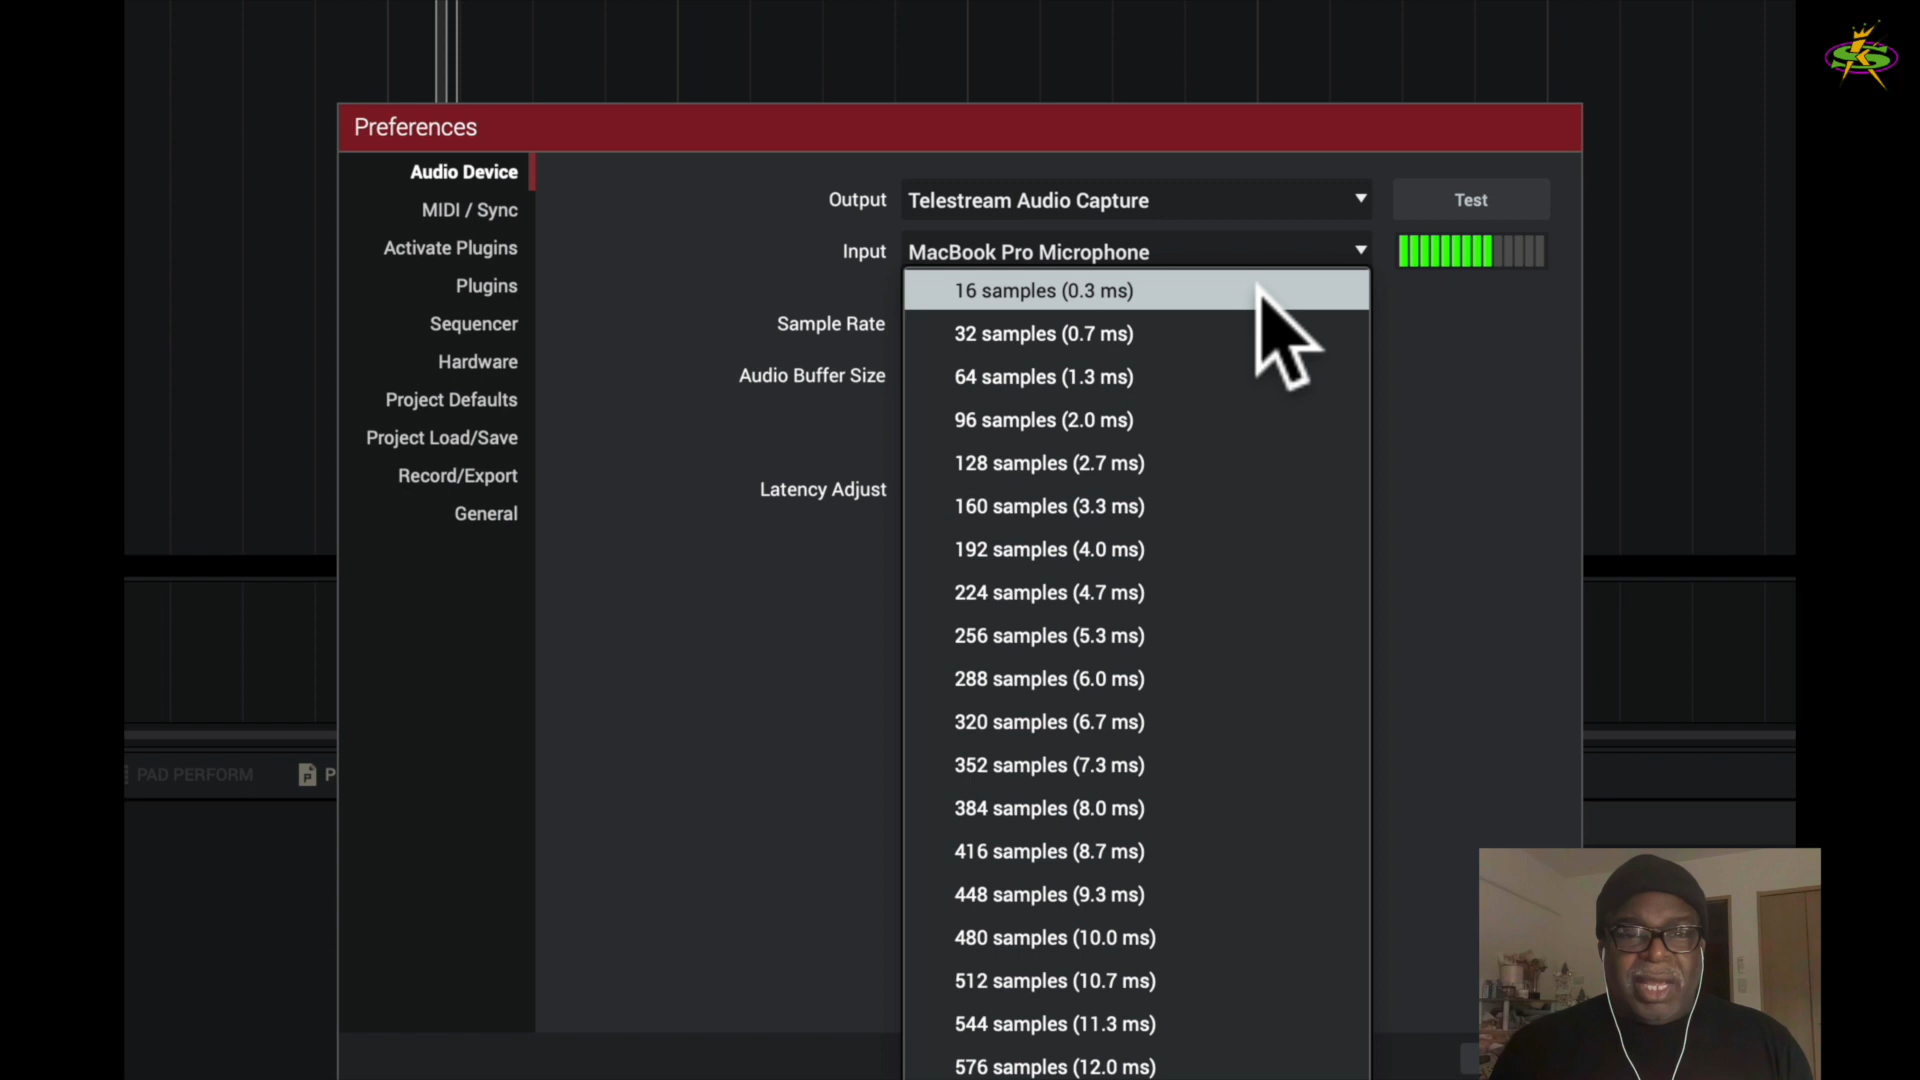 Preferences
Audio Device
MIDI / Sync
Activate Plugins
Plugins
Sequencer
Hardware
Project Defaults
Project Load/Save
Record/Export
General
Output
Telestream Audio Capture
Test
Input
MacBook Pro Microphone
Sample Rate
Audio Buffer Size
Latency Adjust
16 samples (0.3 ms)
32 samples (0.7 ms)
64 samples (1.3 ms)
96 samples (2.0 ms)
128 samples (2.7 ms)
160 samples (3.3 ms)
192 samples (4.0 ms)
224 samples (4.7 ms)
256 samples (5.3 ms)
288 samples (6.0 ms)
320 samples (6.7 ms)
352 samples (7.3 ms)
384 samples (8.0 ms)
416 samples (8.7 ms)
448 samples (9.3 ms)
480 samples (10.0 ms)
512 samples (10.7 ms)
544 samples (11.3 ms)
576 samples (12.0 ms)
PAD PERFORM
P